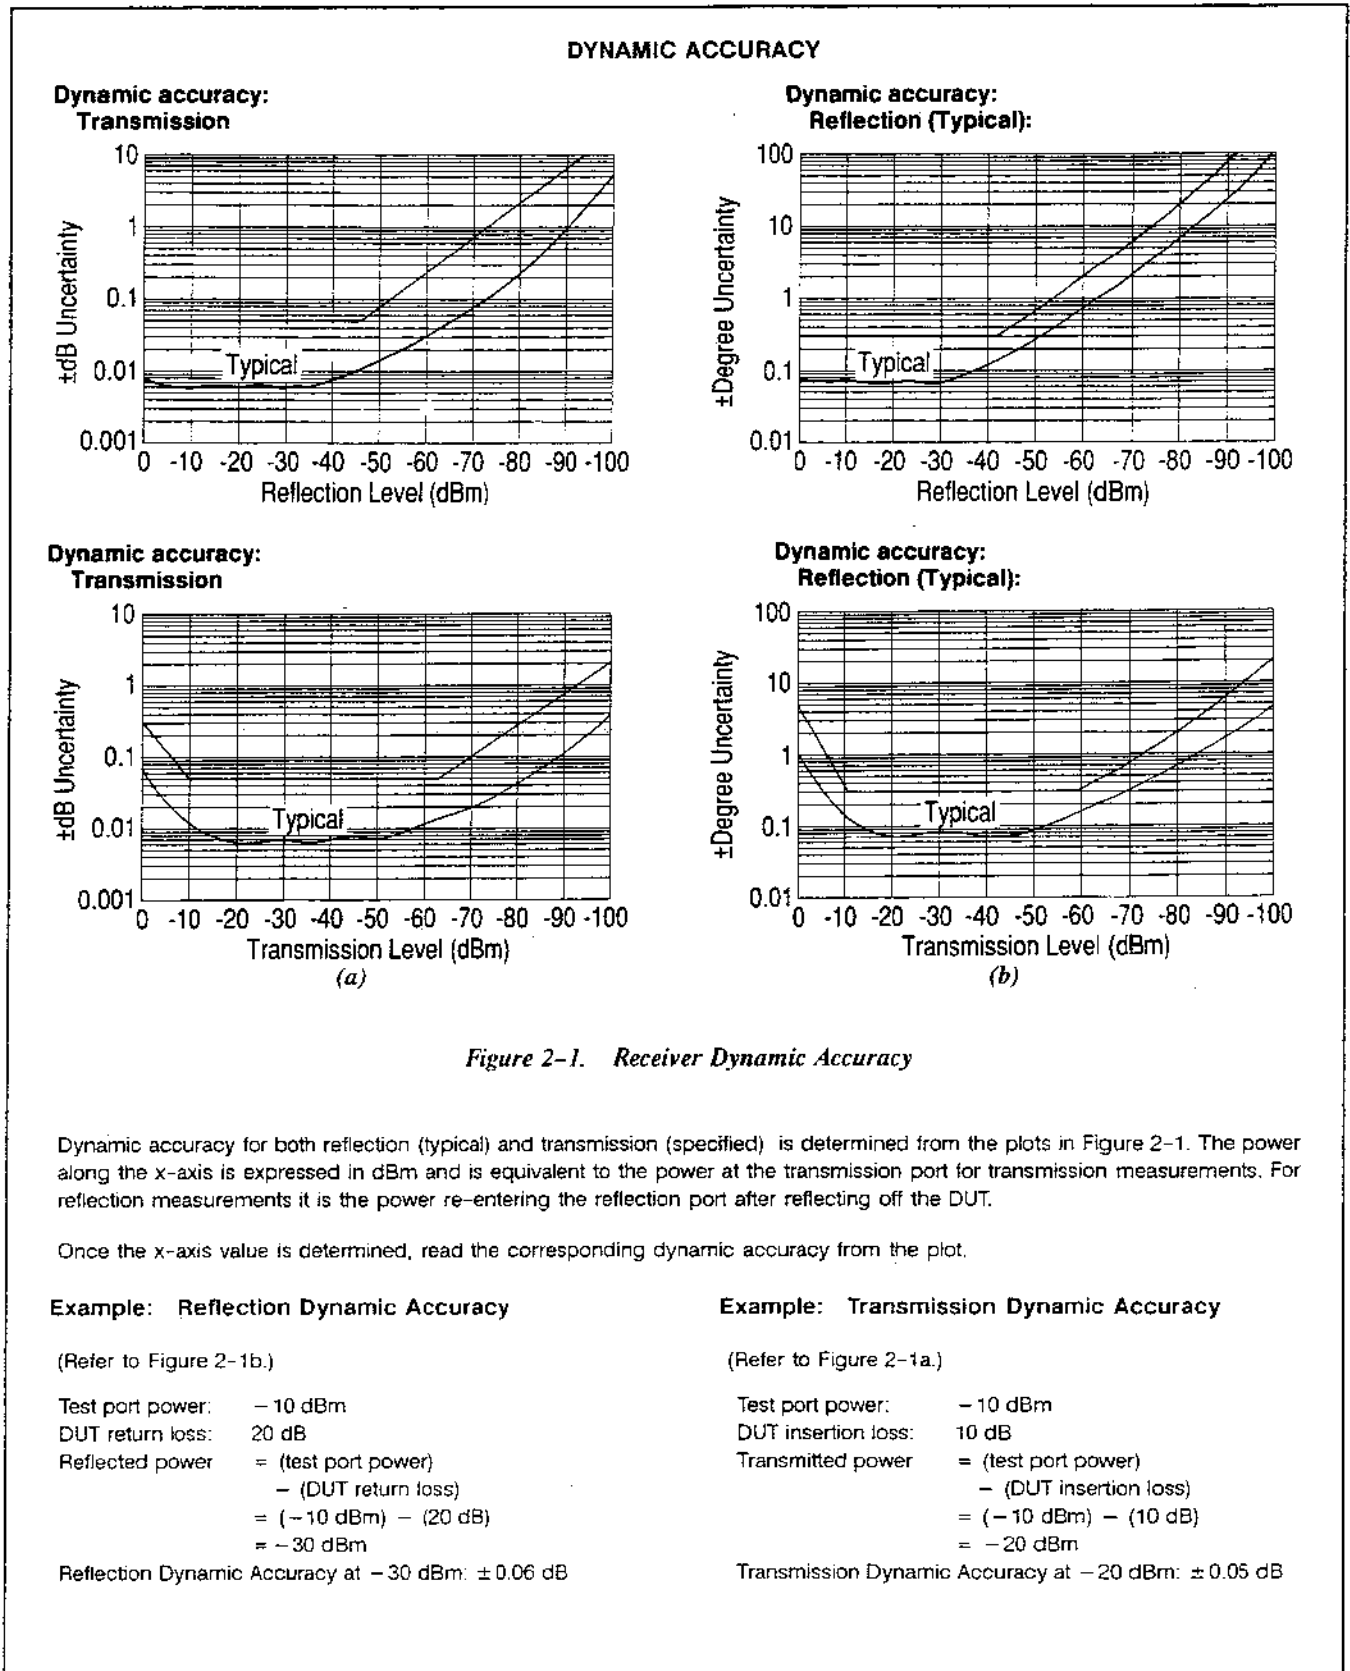 DYNAMIC ACCURACY
Dynamic accuracy:
Transmission
10
1
0.1
0.01
0.001
±dB Uncertainty
Typical
0 -10 -20 -30 -40 -50 -60 -70 -80 -90 -100
Reflection Level (dBm)
Dynamic accuracy:
Reflection (Typical):
100
10
1
0.1
0.01
±Degree Uncertainty
Typical
0 -10 -20 -30 -40 -50 -60 -70 -80 -90 -100
Reflection Level (dBm)
Dynamic accuracy:
Transmission
10
1
0.1
0.01
0.001
±dB Uncertainty
Typical
0 -10 -20 -30 -40 -50 -60 -70 -80 -90 -100
Transmission Level (dBm)
(a)
Dynamic accuracy:
Reflection (Typical):
100
10
1
0.1
0.01
±Degree Uncertainty
Typical
0 -10 -20 -30 -40 -50 -60 -70 -80 -90 -100
Transmission Level (dBm)
(b)
Figure 2-1. Receiver Dynamic Accuracy
Dynamic accuracy for both reflection (typical) and transmission (specified) is determined from the plots in Figure 2-1. The power
along the x-axis is expressed in dBm and is equivalent to the power at the transmission port for transmission measurements. For
reflection measurements it is the power re-entering the reflection port after reflecting off the DUT.
Once the x-axis value is determined, read the corresponding dynamic accuracy from the plot.
Example: Reflection Dynamic Accuracy
(Refer to Figure 2-1b.)
Test port power: −10 dBm
DUT return loss: 20 dB
Reflected power = (test port power)
− (DUT return loss)
= (−10 dBm) − (20 dB)
= −30 dBm
Reflection Dynamic Accuracy at −30 dBm: ±0.06 dB
Example: Transmission Dynamic Accuracy
(Refer to Figure 2-1a.)
Test port power: −10 dBm
DUT insertion loss: 10 dB
Transmitted power = (test port power)
− (DUT insertion loss)
= (−10 dBm) − (10 dB)
= −20 dBm
Transmission Dynamic Accuracy at −20 dBm: ±0.05 dB